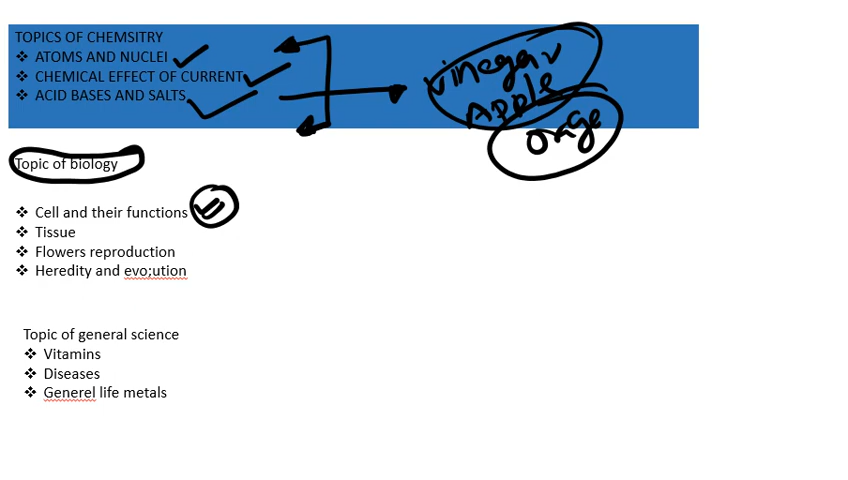 TOPICS OF CHEMSITRY
❖ ATOMS AND NUCLEI
❖ CHEMICAL EFFECT OF CURRENT
❖ ACID BASES AND SALTS
vinegar
Apple
Orage
Topic of biology
❖ Cell and their functions
❖ Tissue
❖ Flowers reproduction
❖ Heredity and evo;ution
Topic of general science
❖ Vitamins
❖ Diseases
❖ Generel life metals